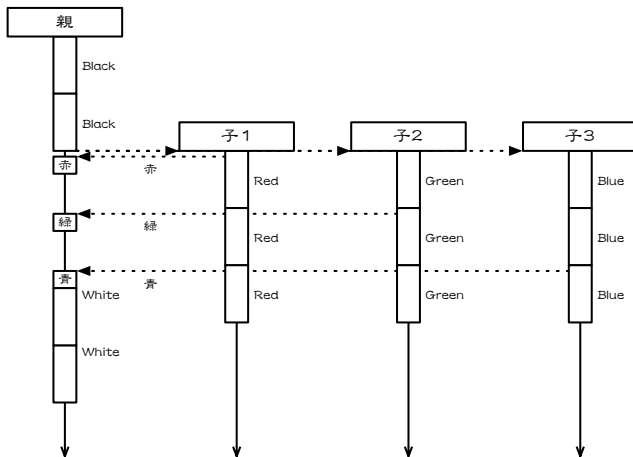 親
Black
Black
子1
子2
子3
赤
赤
Red
Green
Blue
緑
緑
Red
Green
Blue
青
青
White
Red
Green
Blue
White